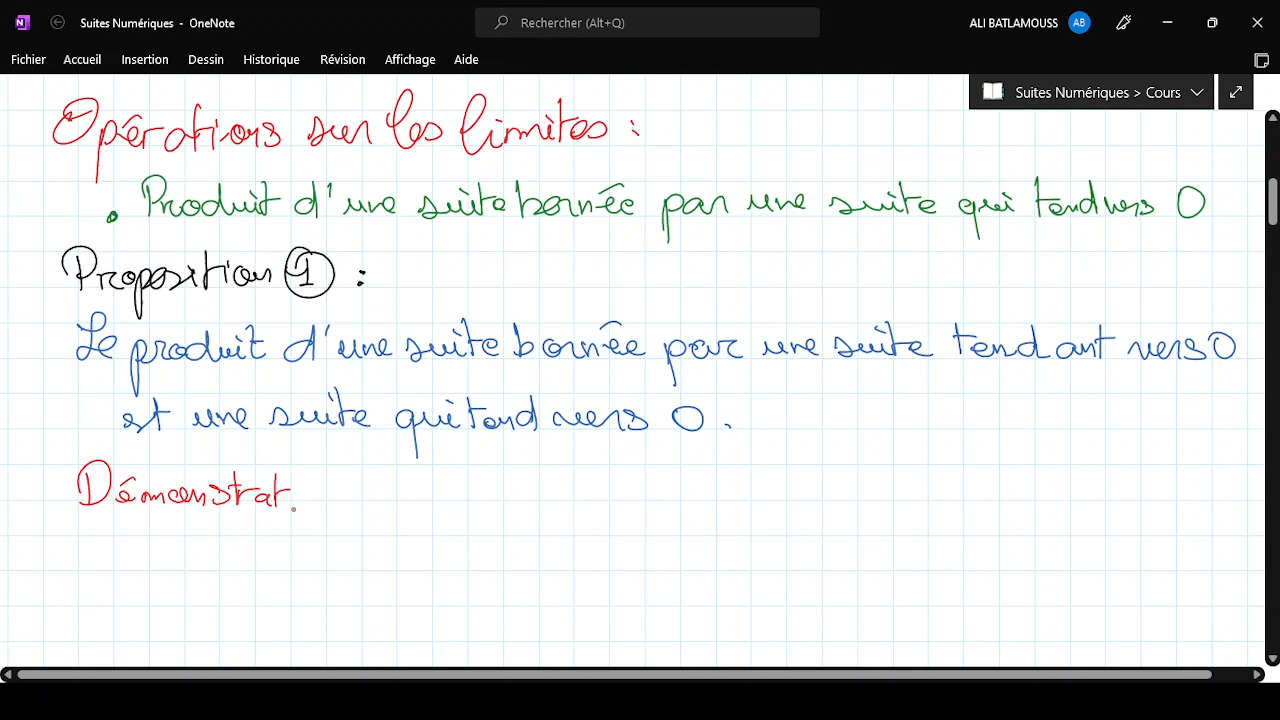 Suites Numériques - OneNote
Rechercher (Alt+Q)
ALI BATLAMOUSS AB
Fichier Accueil Insertion Dessin Historique Révision Affichage Aide
Suites Numériques > Cours
Opérations sur les limites :
• Produit d'une suite bornée par une suite qui tend vers 0
Proposition 1 :
Le produit d'une suite bornée par une suite tendant vers 0
est une suite qui tend vers 0.
Démonstrat